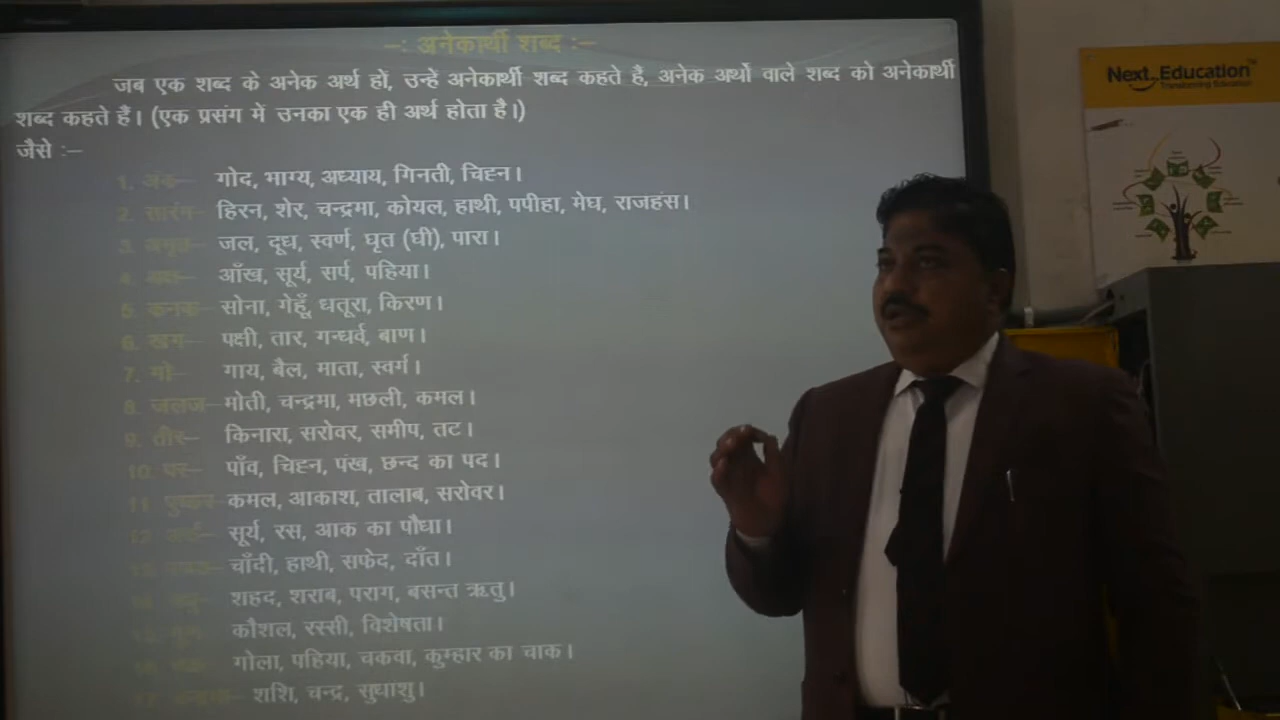 -: अनेकार्थी शब्द :-
जब एक शब्द के अनेक अर्थ हों, उन्हें अनेकार्थी शब्द कहते हैं, अनेक अर्थों वाले शब्द को अनेकार्थी
शब्द कहते हैं। (एक प्रसंग में उनका एक ही अर्थ होता है।)
जैसे :-
1. अंक- गोद, भाग्य, अध्याय, गिनती, चिह्न।
2. सारंग- हिरन, शेर, चन्द्रमा, कोयल, हाथी, पपीहा, मेघ, राजहंस।
3. अमृत- जल, दूध, स्वर्ण, घृत (घी), पारा।
4. आँख, सूर्य, सर्प, पहिया।
5. कनक- सोना, गेहूँ, धतूरा, किरण।
6. खग- पक्षी, तार, गन्धर्व, बाण।
7. गो- गाय, बैल, माता, स्वर्ग।
8. जलज- मोती, चन्द्रमा, मछली, कमल।
9. तीर- किनारा, सरोवर, समीप, तट।
10. पाँव, चिह्न, पंख, छन्द का पद।
11. पुष्कर- कमल, आकाश, तालाब, सरोवर।
12. सूर्य, रस, आक का पौधा।
चाँदी, हाथी, सफेद, दाँत।
शहद, शराब, पराग, बसन्त ऋतु।
कौशल, रस्सी, विशेषता।
गोला, पहिया, चकवा, कुम्हार का चाक।
शशि, चन्द्र, सुधाशु।
Next Education
Transforming Education